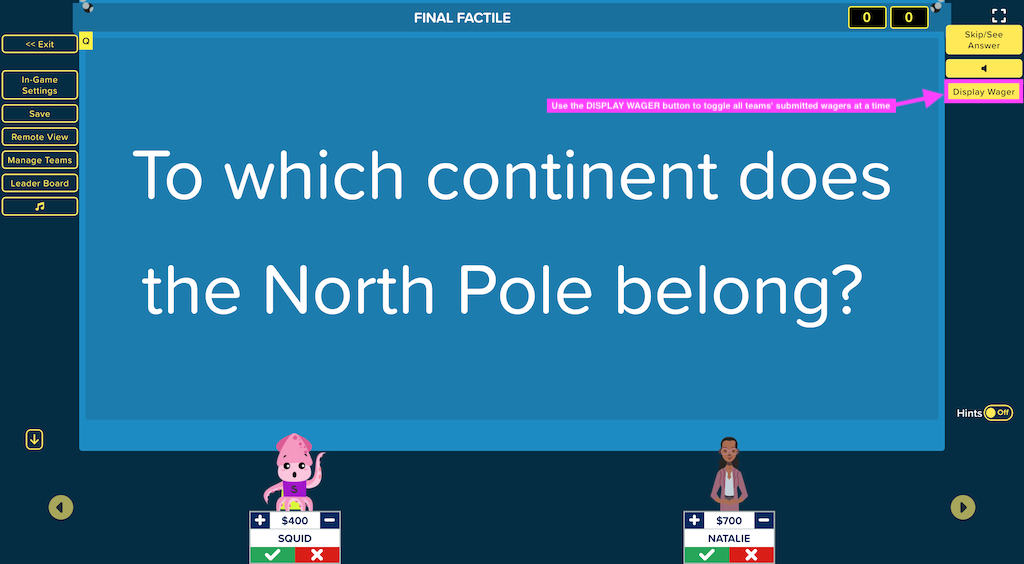 FINAL FACTILE
0 0
<< Exit
Q
Skip/See
Answer
In-Game
Settings
Display Wager
Use the DISPLAY WAGER button to toggle all teams' submitted wagers at a time
Save
Remote View
Manage Teams
Leader Board
To which continent does
the North Pole belong?
Hints Off
S
$400
SQUID
$700
NATALIE